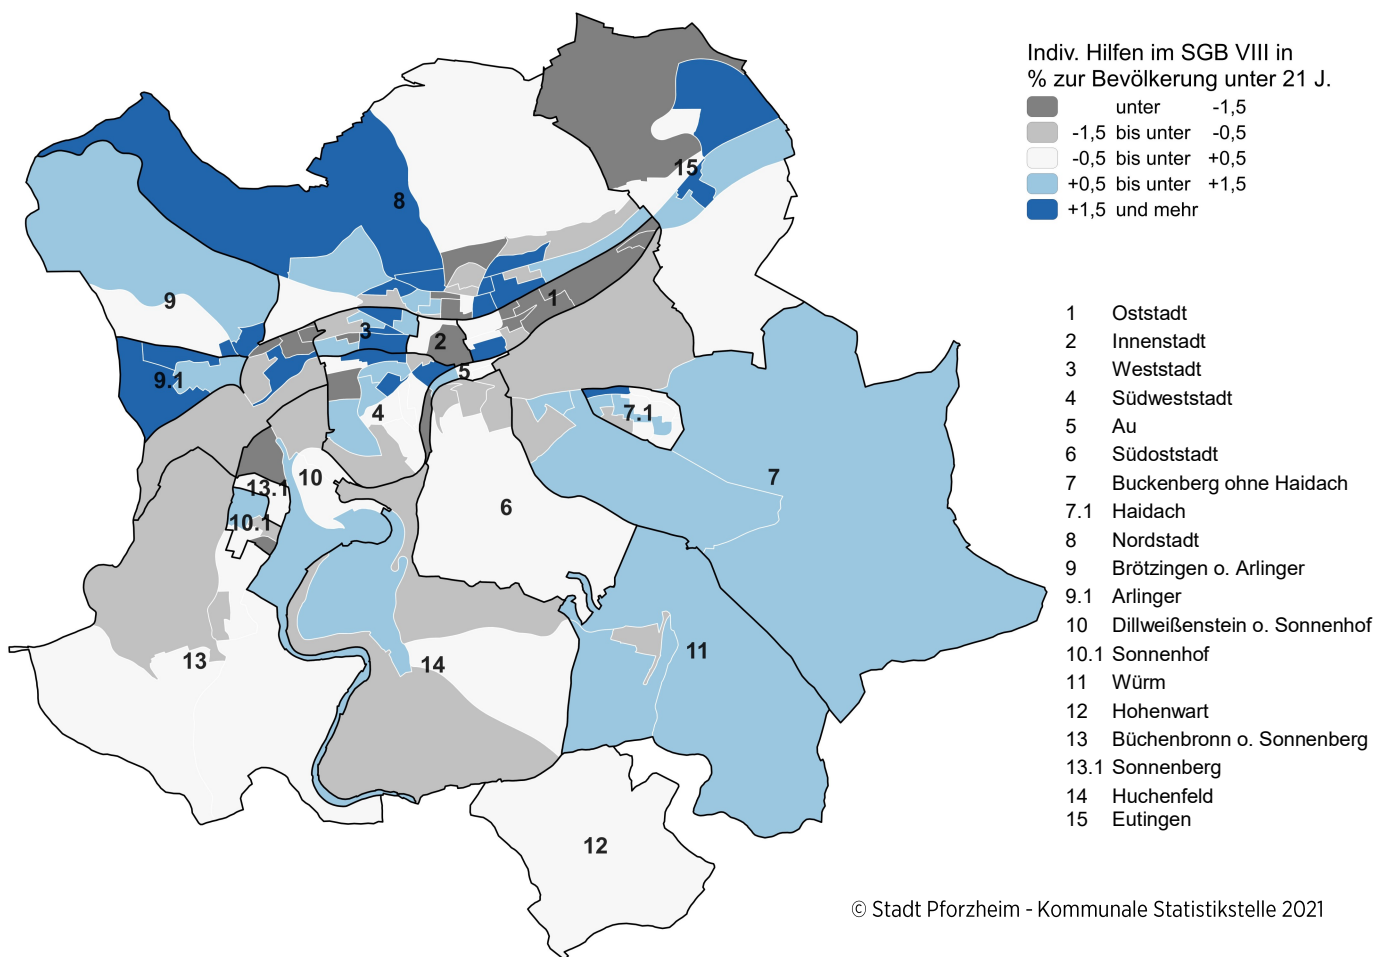 Indiv. Hilfen im SGB VIII in
% zur Bevölkerung unter 21 J.
unter -1,5
-1,5 bis unter -0,5
-0,5 bis unter +0,5
+0,5 bis unter +1,5
+1,5 und mehr
15
8
9
1
3
2
5
9.1
4
7.1
10
7
13.1
6
10.1
11
13
14
12
1 Oststadt
2 Innenstadt
3 Weststadt
4 Südweststadt
5 Au
6 Südoststadt
7 Buckenberg ohne Haidach
7.1 Haidach
8 Nordstadt
9 Brötzingen o. Arlinger
9.1 Arlinger
10 Dillweißenstein o. Sonnenhof
10.1 Sonnenhof
11 Würm
12 Hohenwart
13 Büchenbronn o. Sonnenberg
13.1 Sonnenberg
14 Huchenfeld
15 Eutingen
© Stadt Pforzheim - Kommunale Statistikstelle 2021